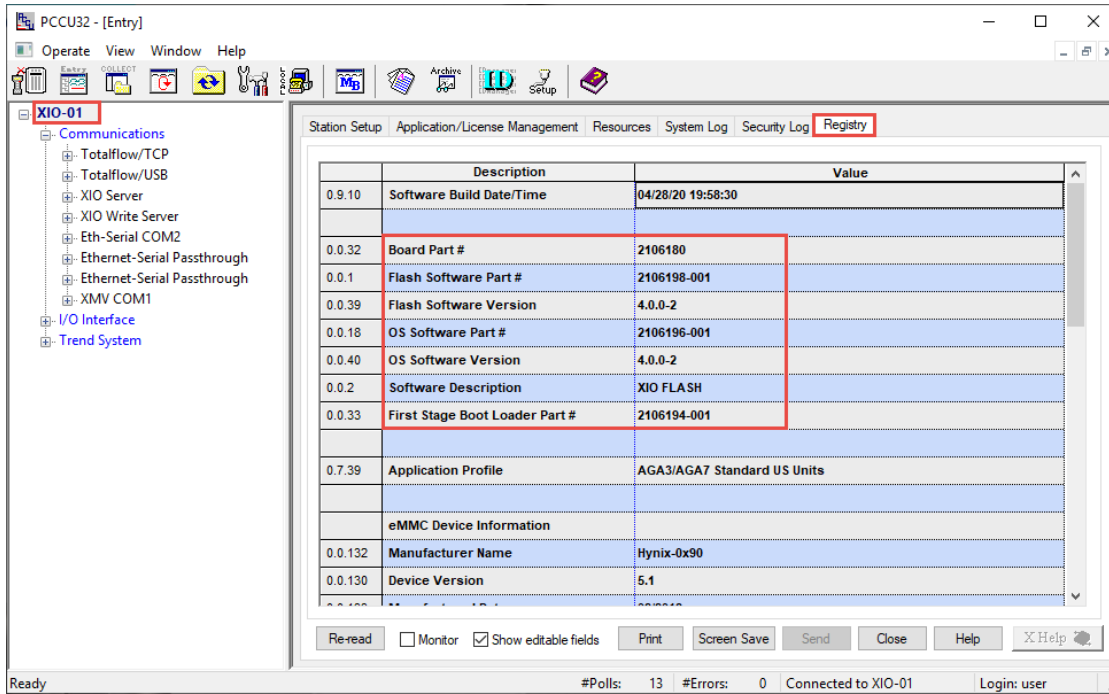 PCCU32 - [Entry]
Operate View Window Help
Entry COLLECT MB Archive ID Manager Setup
XIO-01
Communications
Totalflow/TCP
Totalflow/USB
XIO Server
XIO Write Server
Eth-Serial COM2
Ethernet-Serial Passthrough
Ethernet-Serial Passthrough
XMV COM1
I/O Interface
Trend System
Station Setup Application/License Management Resources System Log Security Log Registry
Description Value
0.9.10 Software Build Date/Time 04/28/20 19:58:30
0.0.32 Board Part # 2106180
0.0.1 Flash Software Part # 2106198-001
0.0.39 Flash Software Version 4.0.0-2
0.0.18 OS Software Part # 2106196-001
0.0.40 OS Software Version 4.0.0-2
0.0.2 Software Description XIO FLASH
0.0.33 First Stage Boot Loader Part # 2106194-001
0.7.39 Application Profile AGA3/AGA7 Standard US Units
eMMC Device Information
0.0.132 Manufacturer Name Hynix-0x90
0.0.130 Device Version 5.1
Re-read Monitor Show editable fields Print Screen Save Send Close Help X Help
Ready #Polls: 13 #Errors: 0 Connected to XIO-01 Login: user